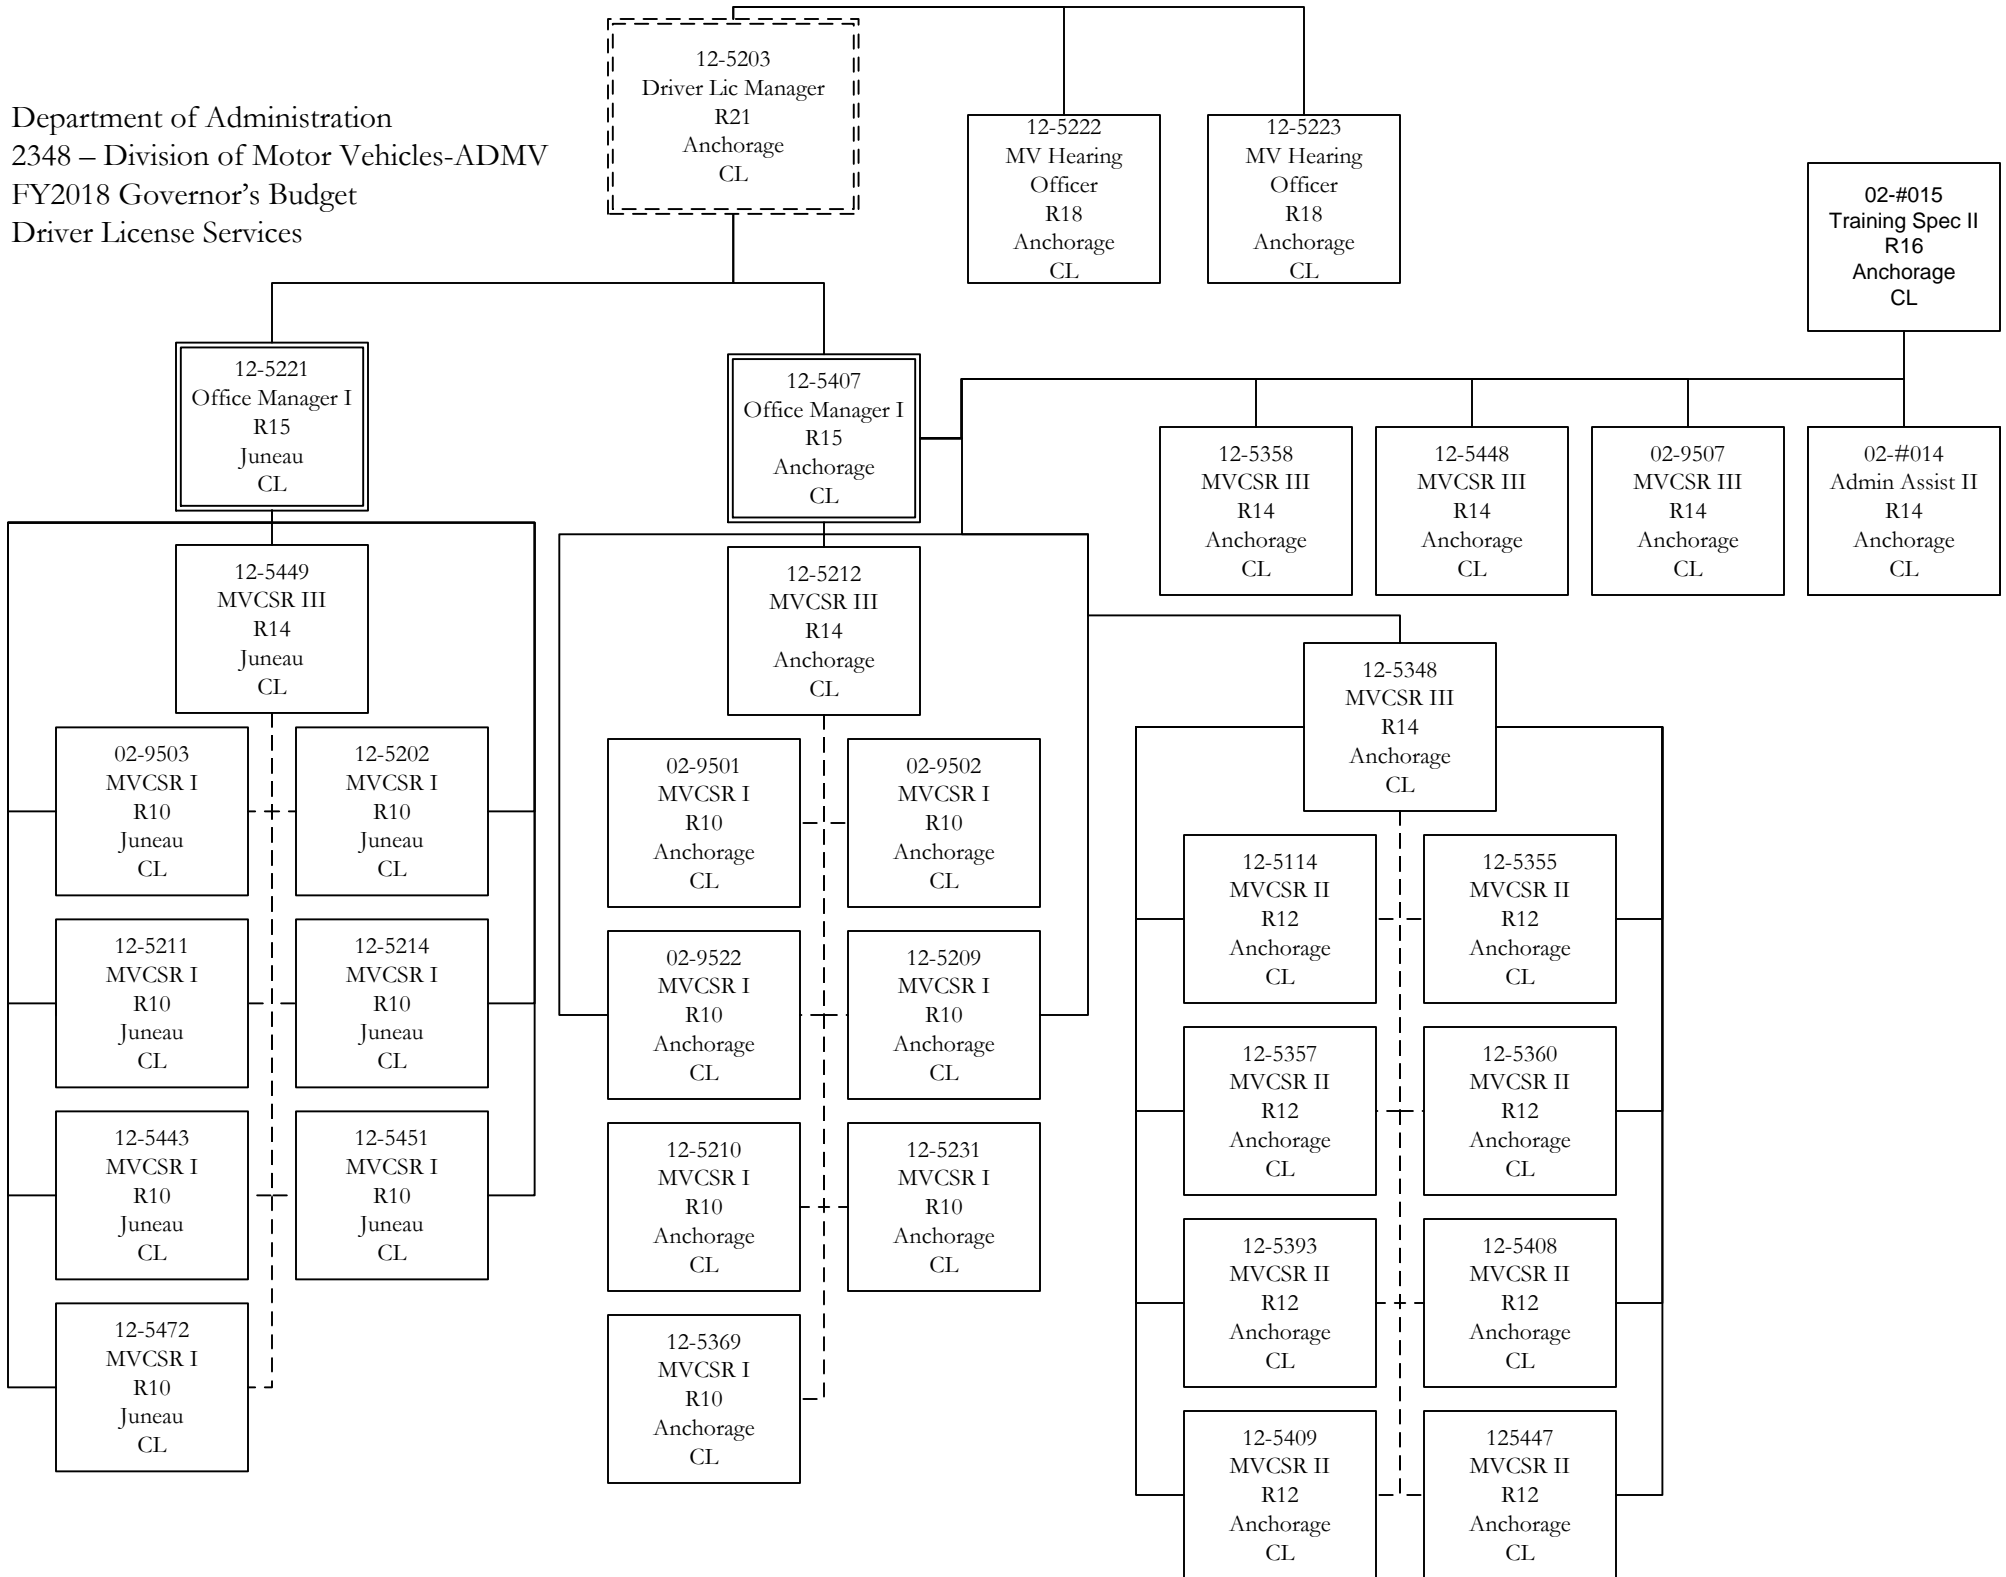 12-5203
Driver Lic Manager
R21
Anchorage
CL
Department of Administration
2348 – Division of Motor Vehicles-ADMV
FY2018 Governor's Budget
Driver License Services
12-5222
MV Hearing
Officer
R18
Anchorage
CL
12-5223
MV Hearing
Officer
R18
Anchorage
CL
02-#015
Training Spec II
R16
Anchorage
CL
12-5221
Office Manager I
R15
Juneau
CL
12-5407
Office Manager I
R15
Anchorage
CL
12-5358
MVCSR III
R14
Anchorage
CL
12-5448
MVCSR III
R14
Anchorage
CL
02-9507
MVCSR III
R14
Anchorage
CL
02-#014
Admin Assist II
R14
Anchorage
CL
12-5449
MVCSR III
R14
Juneau
CL
12-5212
MVCSR III
R14
Anchorage
CL
12-5348
MVCSR III
R14
Anchorage
CL
02-9503
MVCSR I
R10
Juneau
CL
12-5202
MVCSR I
R10
Juneau
CL
02-9501
MVCSR I
R10
Anchorage
CL
02-9502
MVCSR I
R10
Anchorage
CL
12-5114
MVCSR II
R12
Anchorage
CL
12-5355
MVCSR II
R12
Anchorage
CL
12-5211
MVCSR I
R10
Juneau
CL
12-5214
MVCSR I
R10
Juneau
CL
02-9522
MVCSR I
R10
Anchorage
CL
12-5209
MVCSR I
R10
Anchorage
CL
12-5357
MVCSR II
R12
Anchorage
CL
12-5360
MVCSR II
R12
Anchorage
CL
12-5443
MVCSR I
R10
Juneau
CL
12-5451
MVCSR I
R10
Juneau
CL
12-5210
MVCSR I
R10
Anchorage
CL
12-5231
MVCSR I
R10
Anchorage
CL
12-5393
MVCSR II
R12
Anchorage
CL
12-5408
MVCSR II
R12
Anchorage
CL
12-5472
MVCSR I
R10
Juneau
CL
12-5369
MVCSR I
R10
Anchorage
CL
12-5409
MVCSR II
R12
Anchorage
CL
125447
MVCSR II
R12
Anchorage
CL